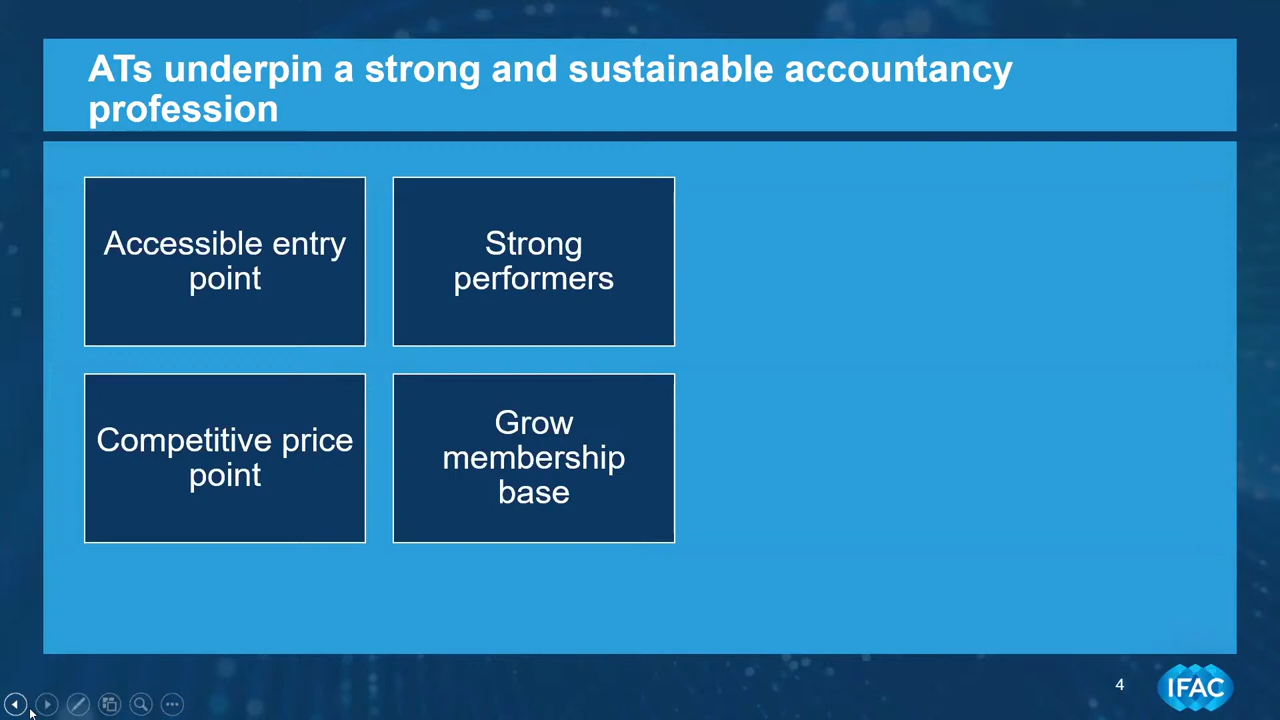 ATs underpin a strong and sustainable accountancy
profession
Accessible entry
point
Strong
performers
Competitive price
point
Grow
membership
base
4
IFAC